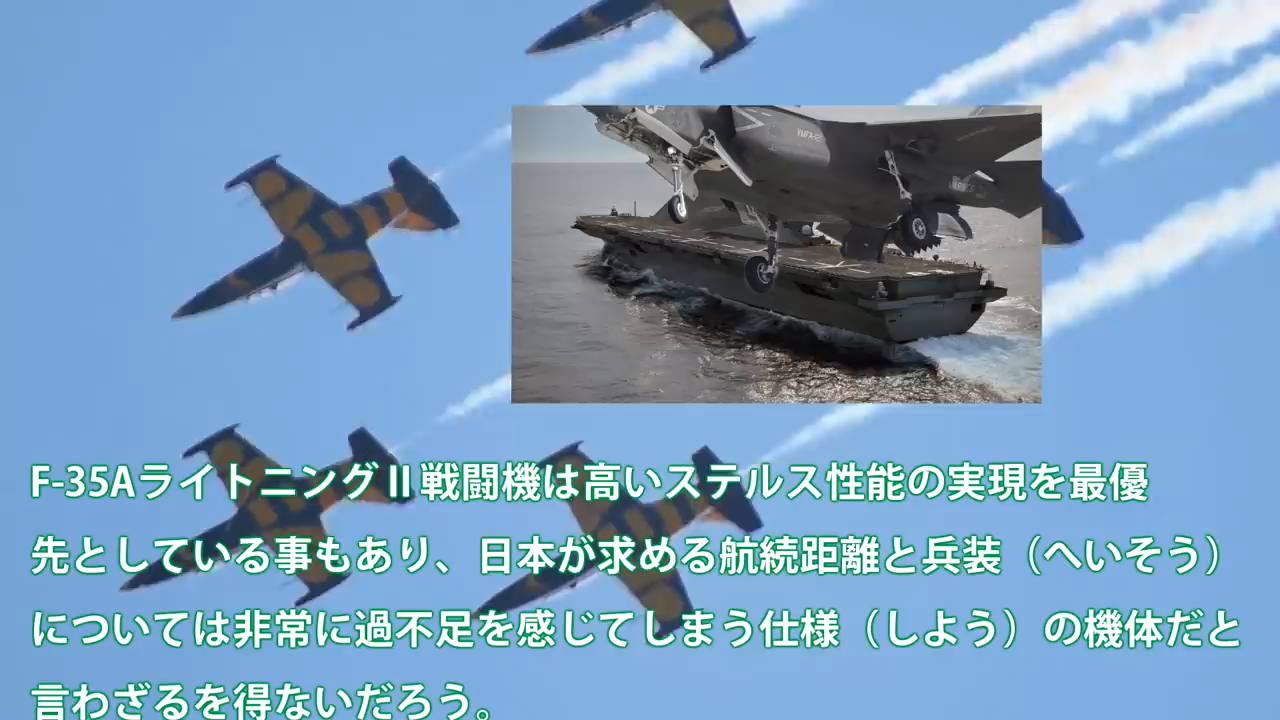 VMFA-12
F-35AライトニングⅡ戦闘機は高いステルス性能の実現を最優
先としている事もあり、日本が求める航続距離と兵装（へいそう）
については非常に過不足を感じてしまう仕様（しよう）の機体だと
言わざるを得ないだろう。